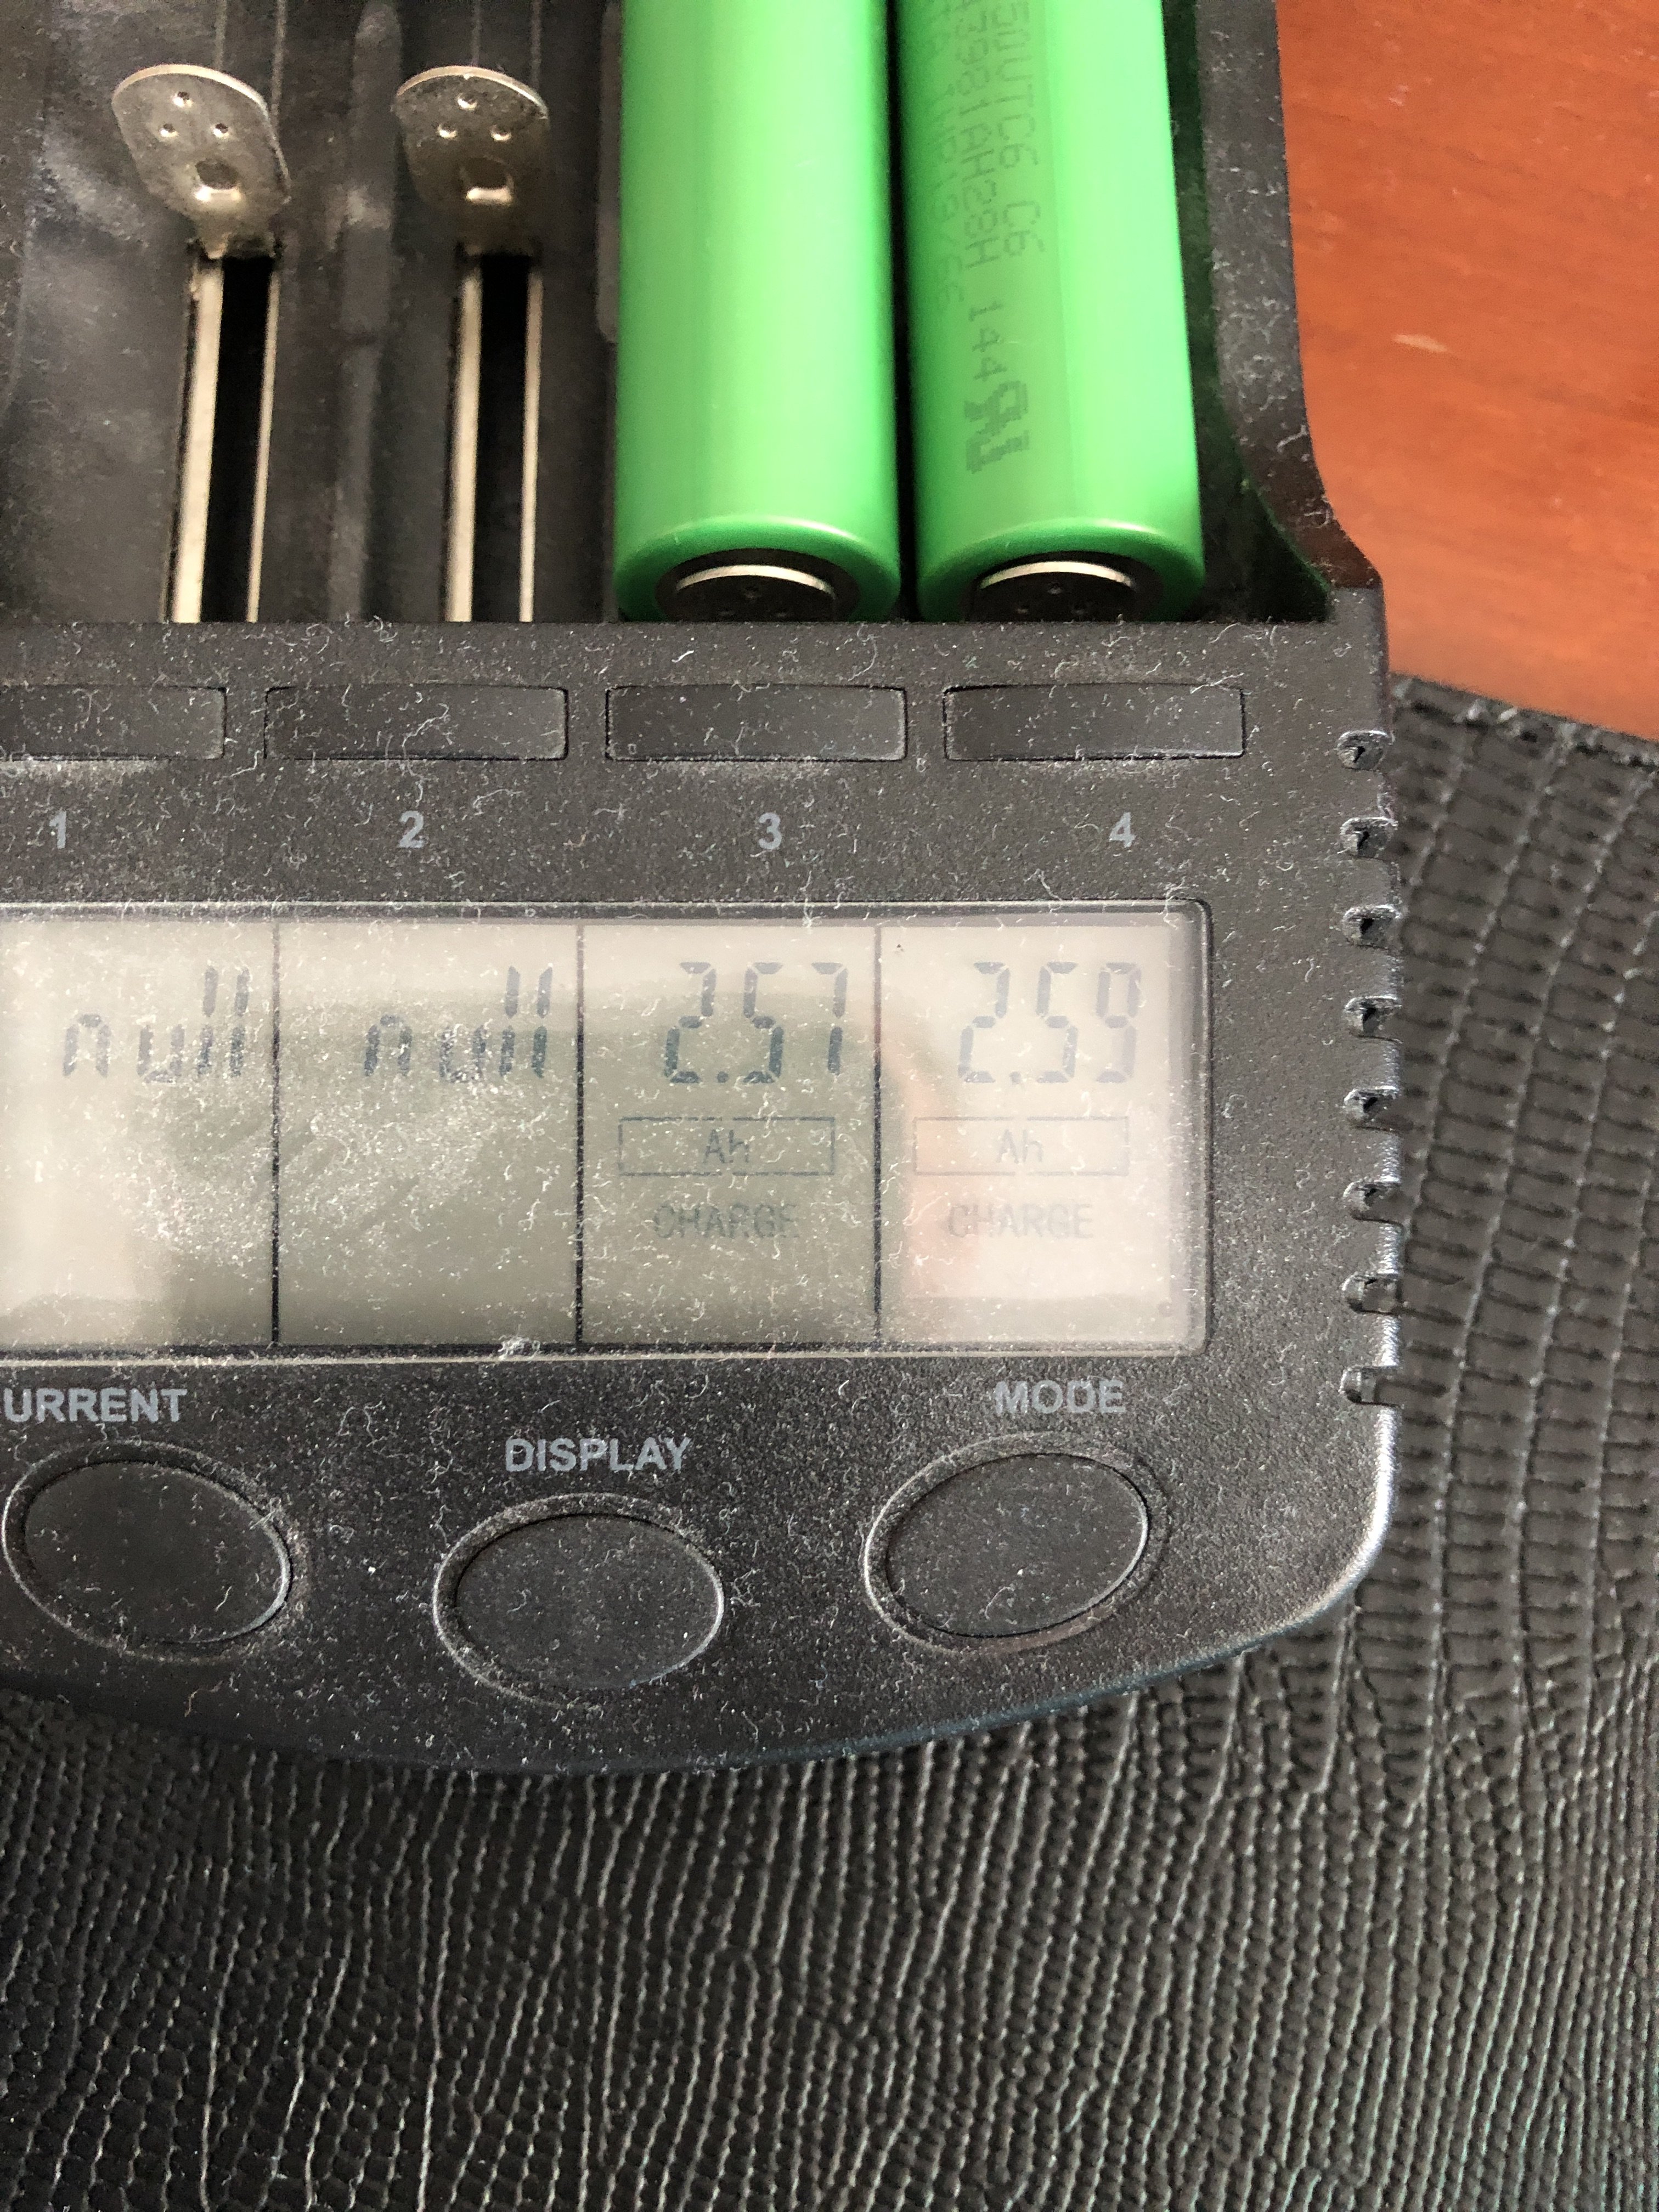 50VTC6 C6
1 2 3 4
null null 2.57 2.59
Ah Ah
CHARGE CHARGE
URRENT
DISPLAY
MODE